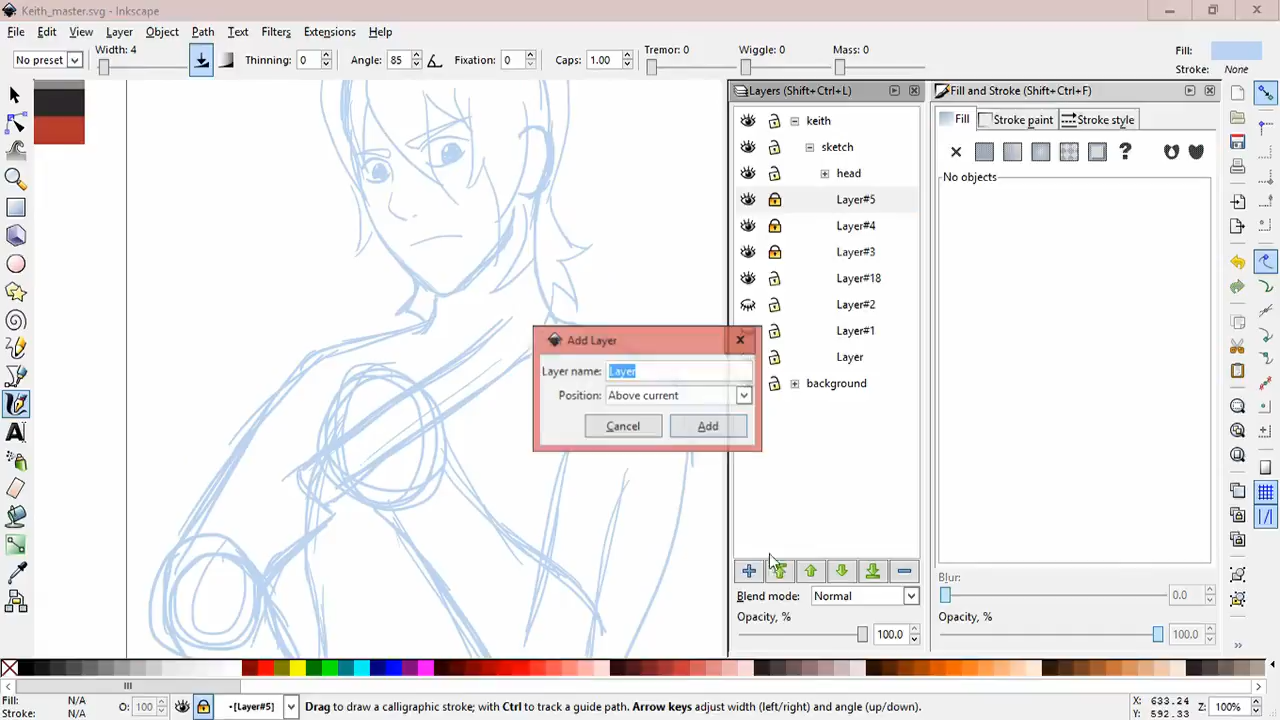 Keith_master.svg - Inkscape
File Edit View Layer Object Path Text Filters Extensions Help
No preset Width: 4 Thinning: 0 Angle: 85 Fixation: 0 Caps: 1.00 Tremor: 0 Wiggle: 0 Mass: 0 Fill:
Stroke: None
Layers (Shift+Ctrl+L) Fill and Stroke (Shift+Ctrl+F)
Fill Stroke paint Stroke style
keith
sketch
head
Layer#5
Layer#4
Layer#3
Layer#18
Layer#2
Layer#1
Layer
background
No objects
Add Layer
Layer name: Layer
Position: Above current
Cancel Add
Blend mode: Normal
Opacity, %
100.0
Blur:
0.0
Opacity, %
100.0
Fill: N/A
Stroke: N/A
O: 100
•[Layer#5]
Drag to draw a calligraphic stroke; with Ctrl to track a guide path. Arrow keys adjust width (left/right) and angle (up/down).
X: 633.24
Y: 592.33
Z: 100%